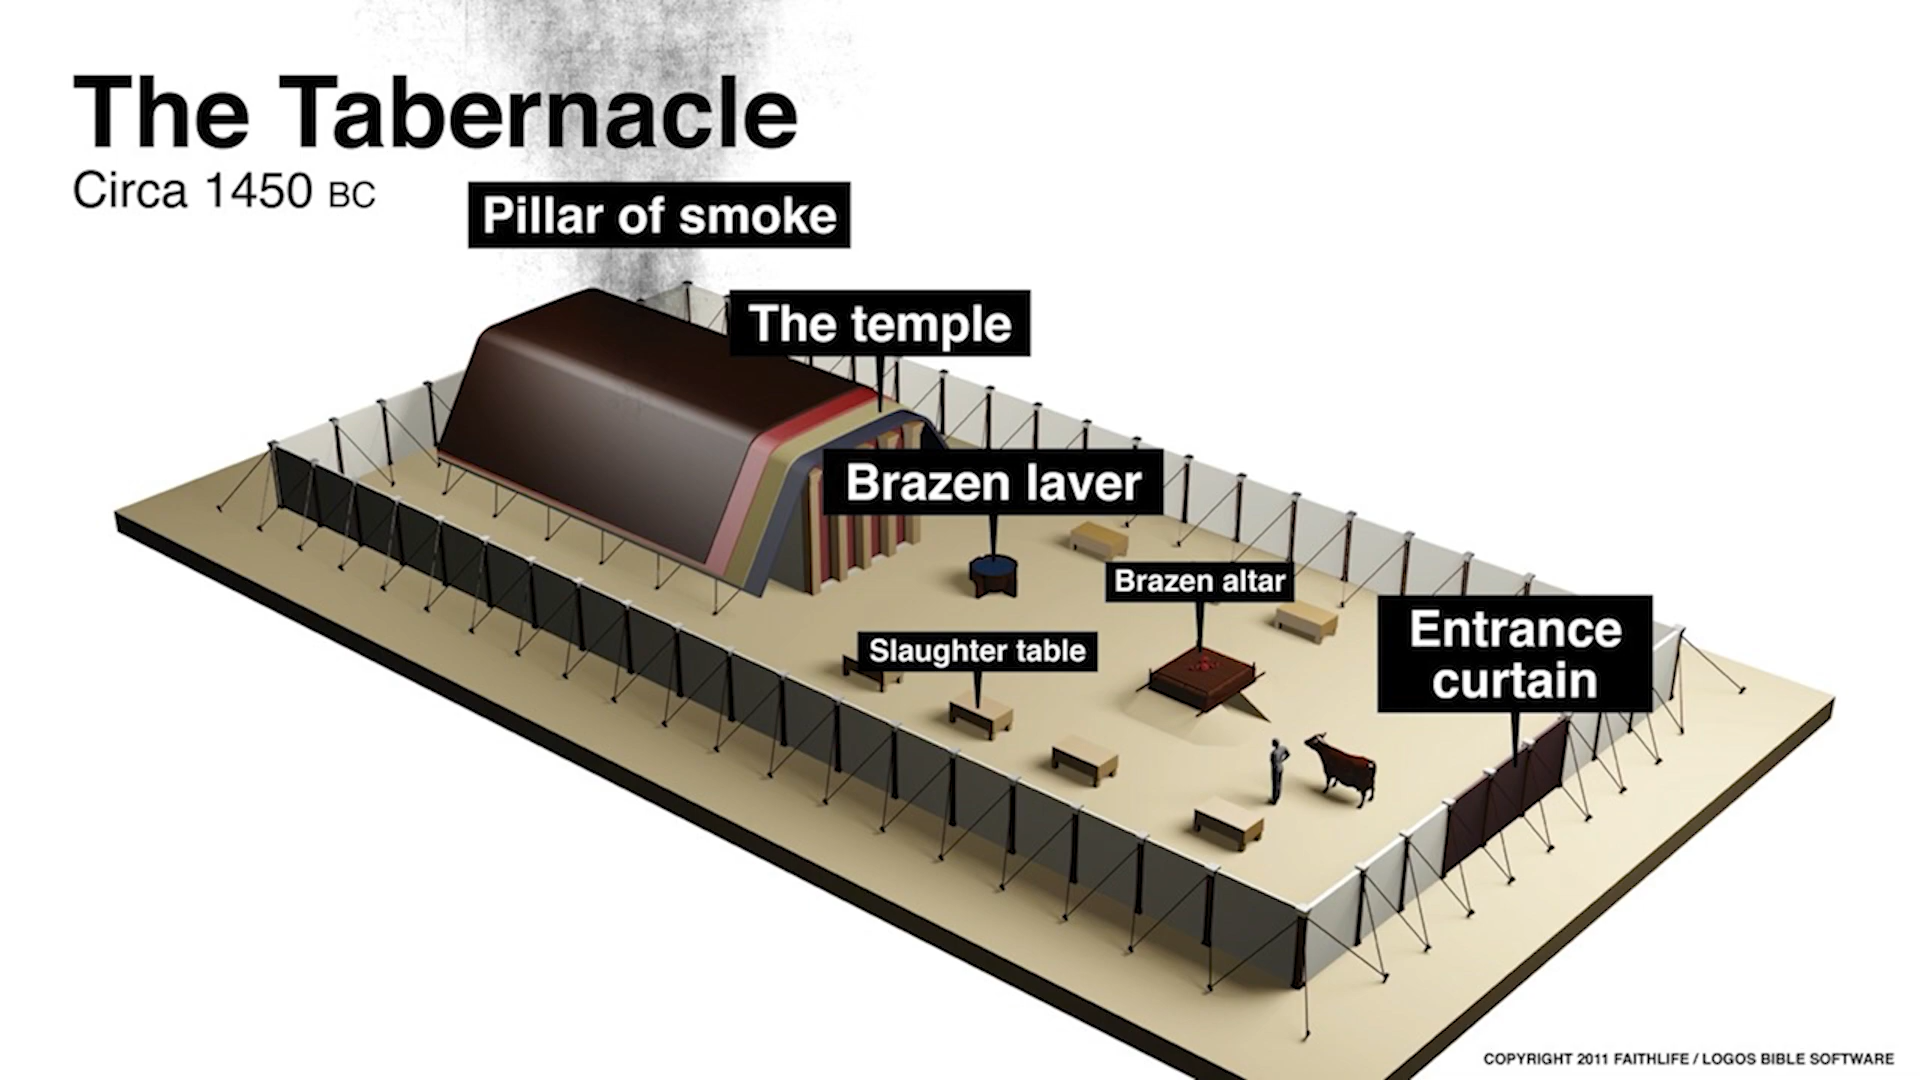 The Tabernacle
Circa 1450 BC
Pillar of smoke
The temple
Brazen laver
Brazen altar
Slaughter table
Entrance
curtain
COPYRIGHT 2011 FAITHLIFE / LOGOS BIBLE SOFTWARE